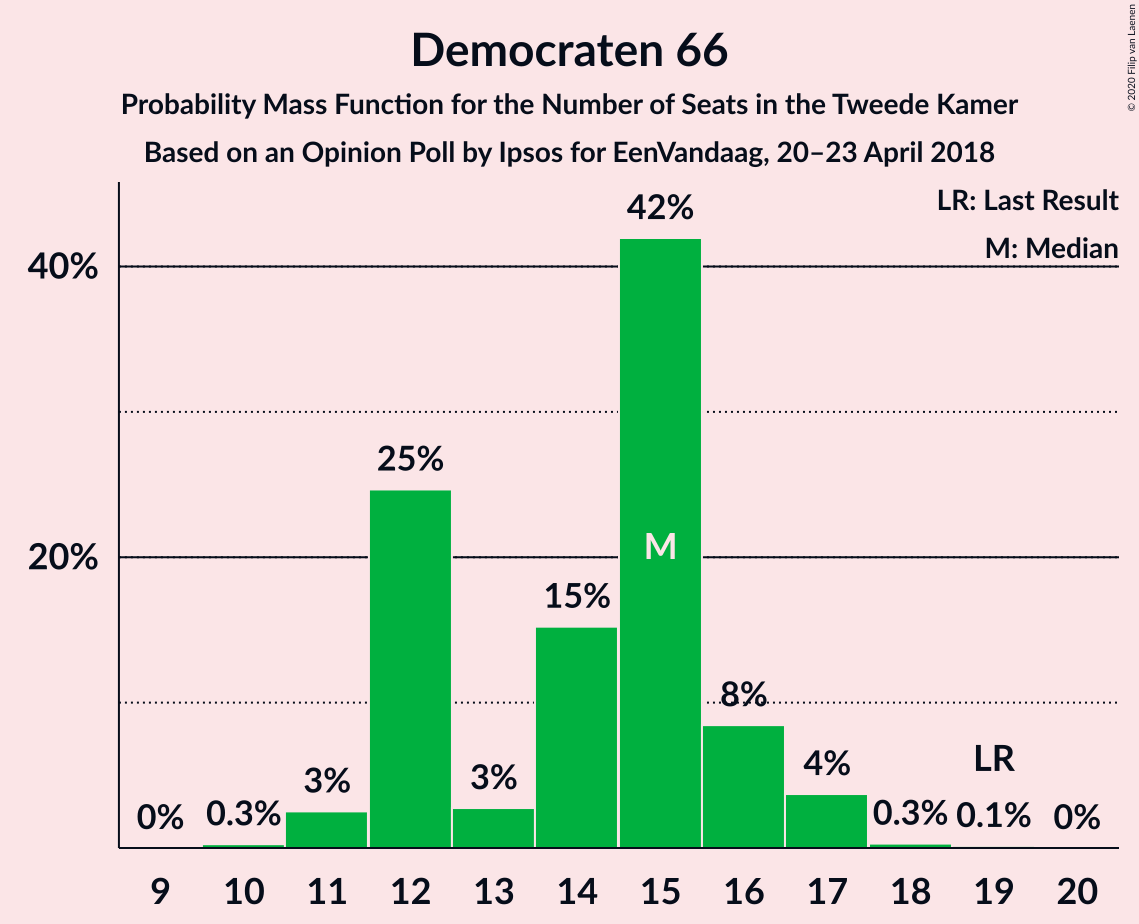 © 2020 Filip van Laenen
Democraten 66
Probability Mass Function for the Number of Seats in the Tweede Kamer
Based on an Opinion Poll by Ipsos for EenVandaag, 20–23 April 2018
LR: Last Result
M: Median
40%
20%
0%
0.3%
3%
25%
3%
15%
42%
M
8%
4%
0.3%
LR
0.1%
0%
9 10 11 12 13 14 15 16 17 18 19 20